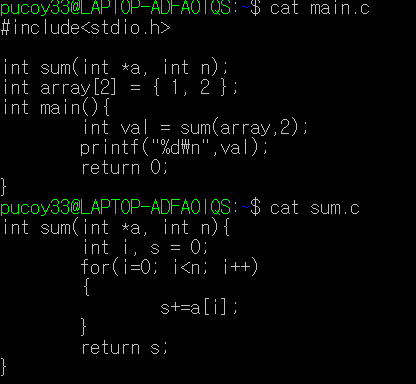 pucoy33@LAPTOP-ADFA0IQS:~$ cat main.c
#include<stdio.h>
int sum(int *a, int n);
int array[2] = { 1, 2 };
int main(){
int val = sum(array,2);
printf("%d₩n",val);
return 0;
}
pucoy33@LAPTOP-ADFA0IQS:~$ cat sum.c
int sum(int *a, int n){
int i, s = 0;
for(i=0; i<n; i++)
{
s+=a[i];
}
return s;
}